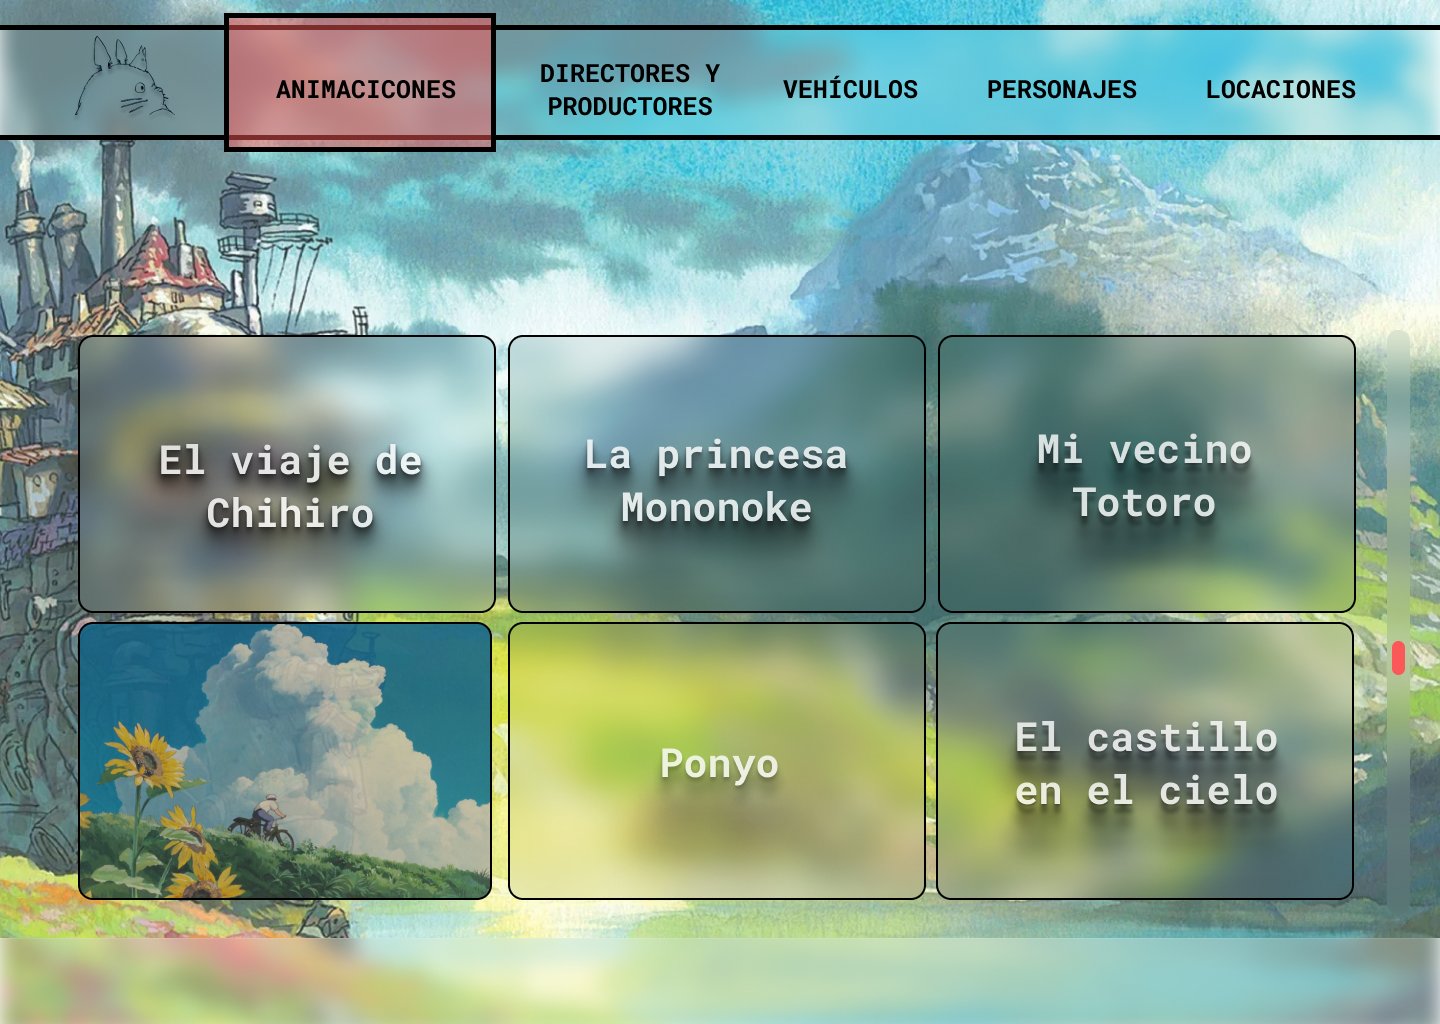 ANIMACICONES
DIRECTORES Y
PRODUCTORES
VEHÍCULOS
PERSONAJES
LOCACIONES
El viaje de
Chihiro
La princesa
Mononoke
Mi vecino
Totoro
Ponyo
El castillo
en el cielo